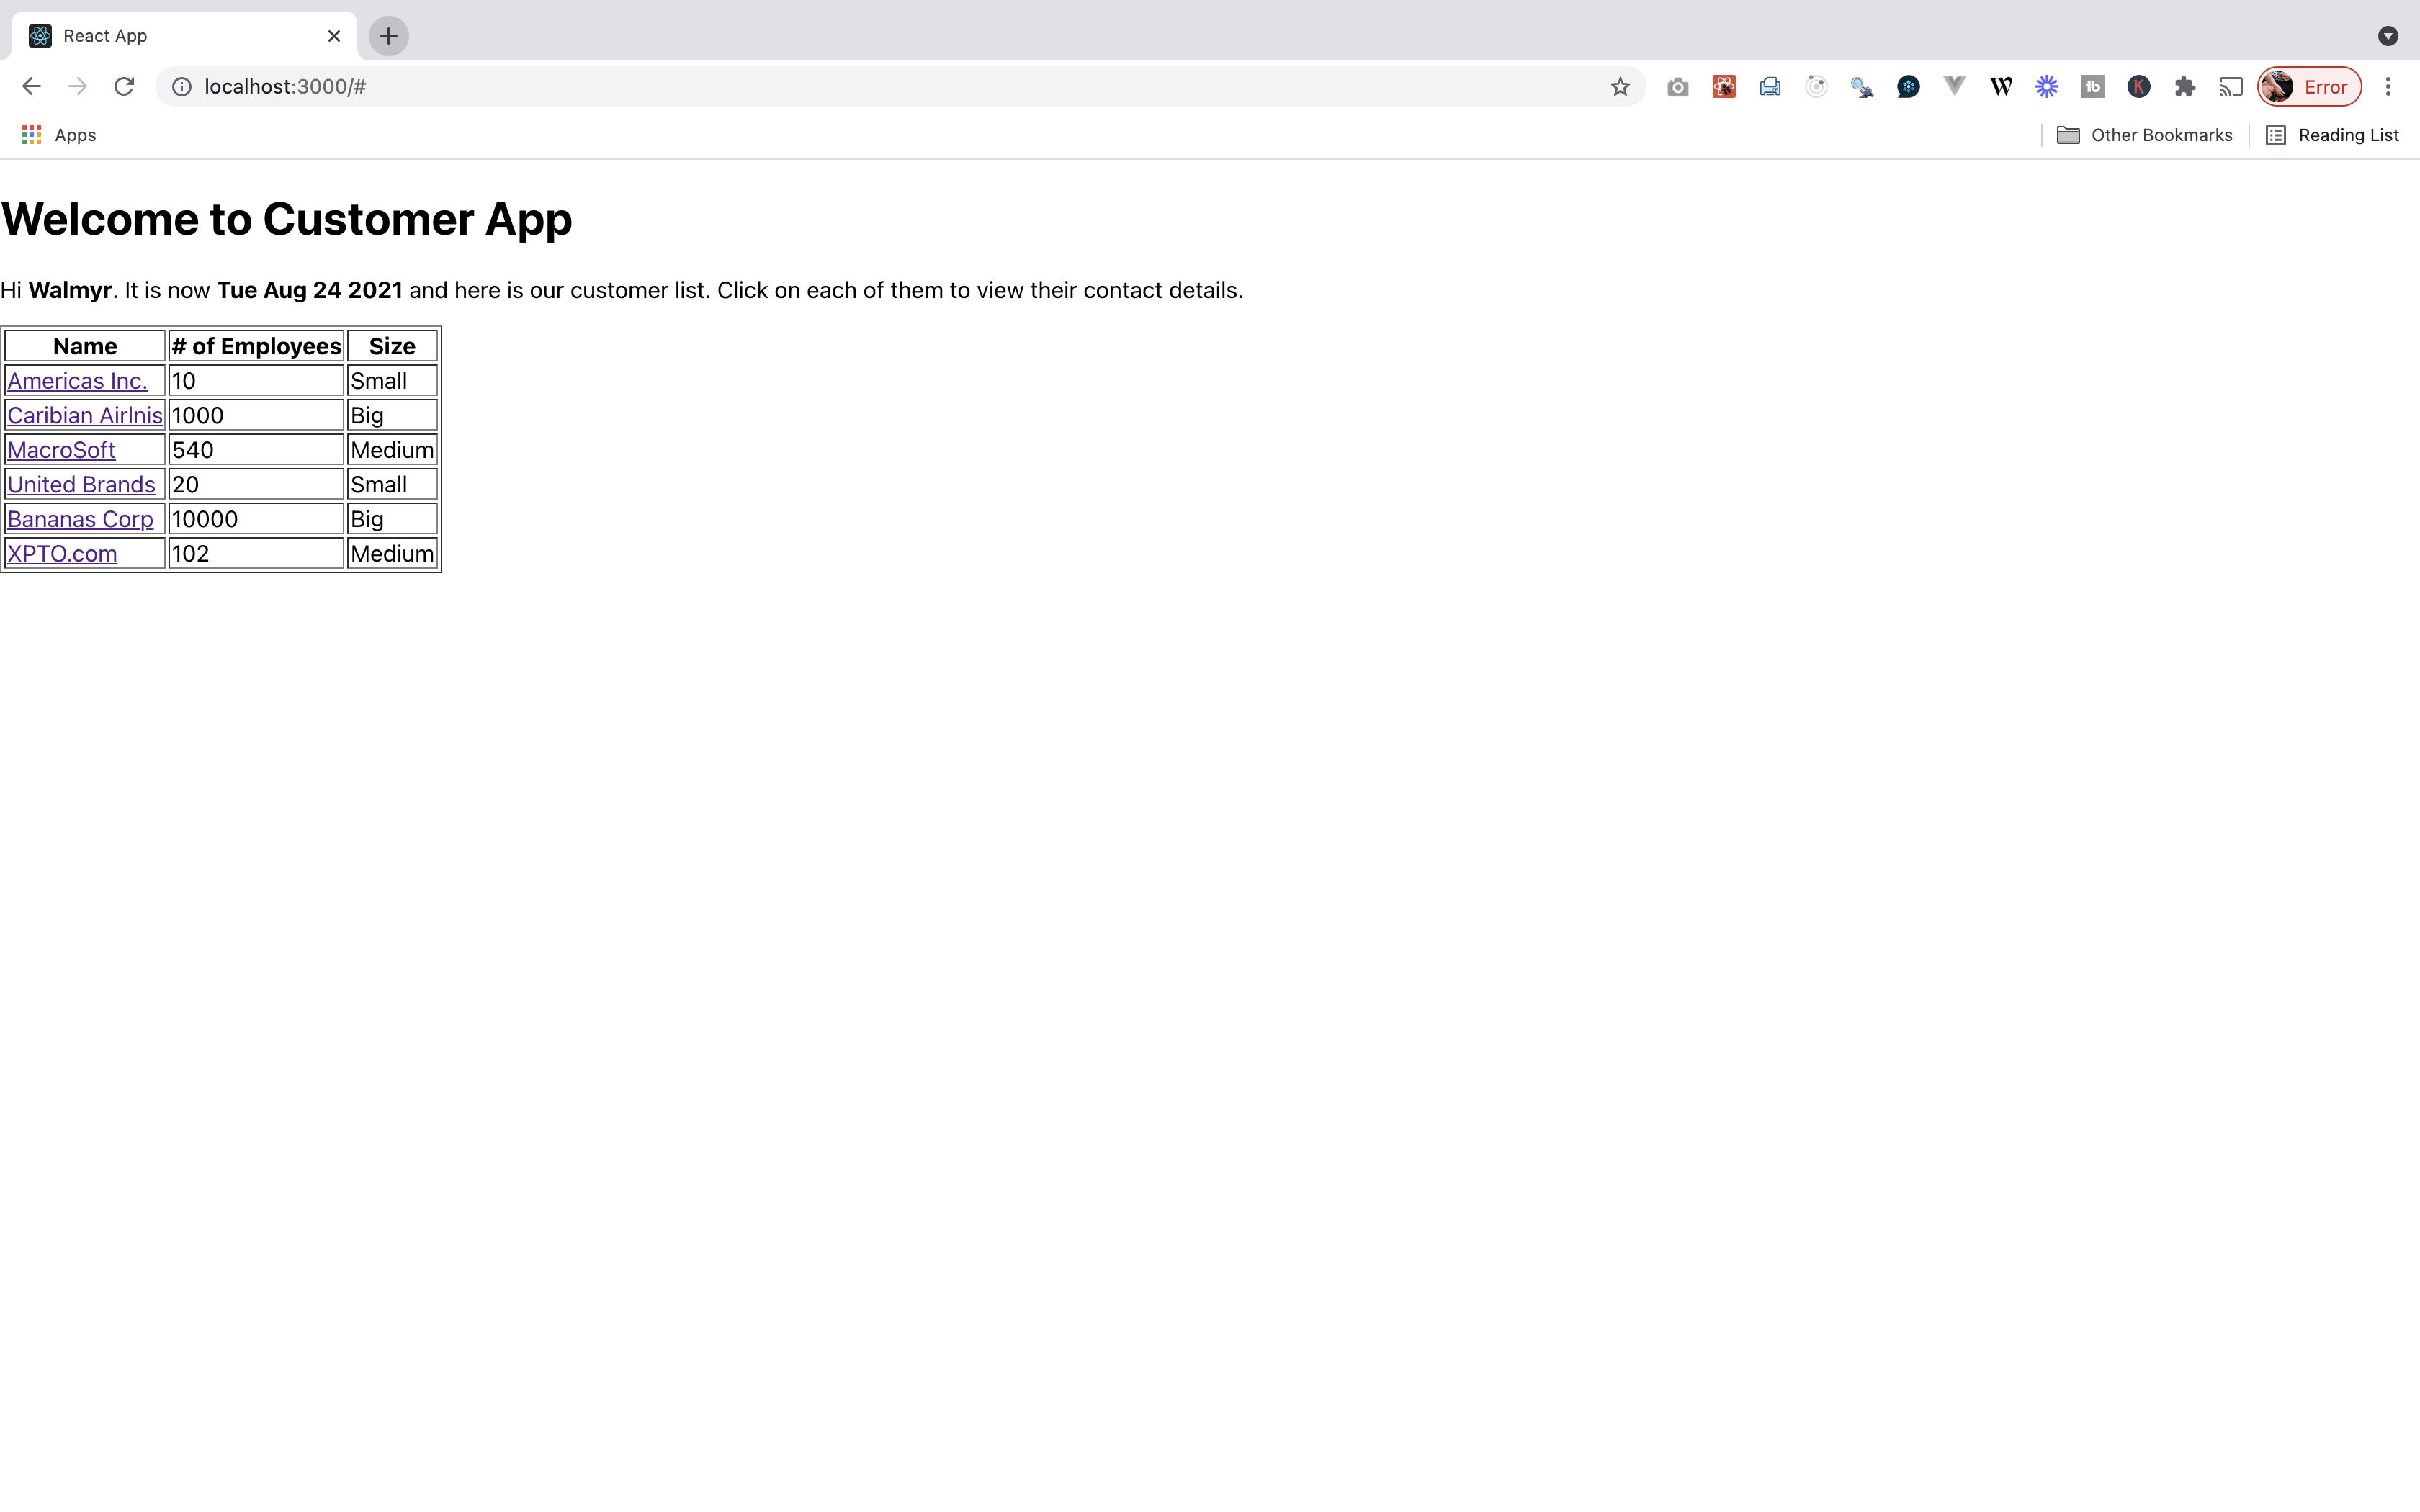 React App
localhost:3000/#
W
tb
K
Error
Apps
Other Bookmarks
Reading List
Welcome to Customer App
Hi Walmyr. It is now Tue Aug 24 2021 and here is our customer list. Click on each of them to view their contact details.
Name # of Employees Size
Americas Inc. 10 Small
Caribian Airlnis 1000 Big
MacroSoft 540 Medium
United Brands 20 Small
Bananas Corp 10000 Big
XPTO.com 102 Medium